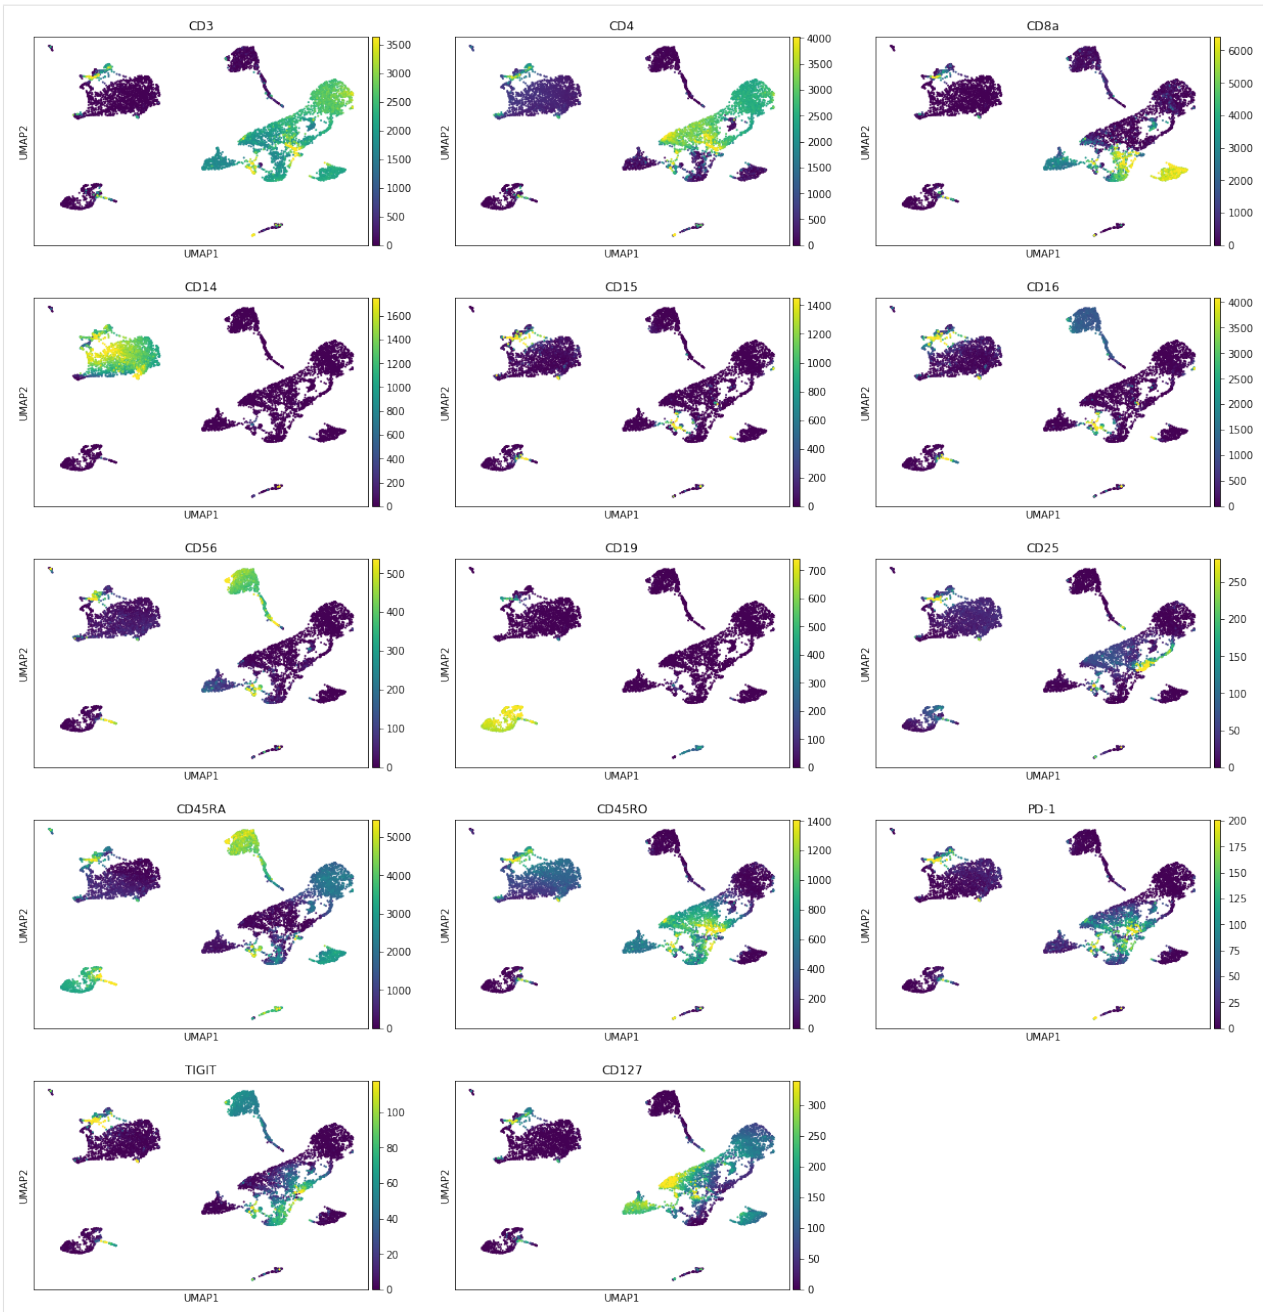 CD3
CD4
CD8a
UMAP2
3500
3000
2500
2000
1500
1000
500
0
UMAP1
UMAP2
4000
3500
3000
2500
2000
1500
1000
500
0
UMAP1
UMAP2
6000
5000
4000
3000
2000
1000
0
UMAP1
CD14
CD15
CD16
UMAP2
1600
1400
1200
1000
800
600
400
200
0
UMAP1
UMAP2
1400
1200
1000
800
600
400
200
0
UMAP1
UMAP2
4000
3500
3000
2500
2000
1500
1000
500
0
UMAP1
CD56
CD19
CD25
UMAP2
500
400
300
200
100
0
UMAP1
UMAP2
700
600
500
400
300
200
100
0
UMAP1
UMAP2
250
200
150
100
50
0
UMAP1
CD45RA
CD45RO
PD-1
UMAP2
5000
4000
3000
2000
1000
0
UMAP1
UMAP2
1400
1200
1000
800
600
400
200
0
UMAP1
UMAP2
200
175
150
125
100
75
50
25
0
UMAP1
TIGIT
CD127
UMAP2
100
80
60
40
20
0
UMAP1
UMAP2
300
250
200
150
100
50
0
UMAP1